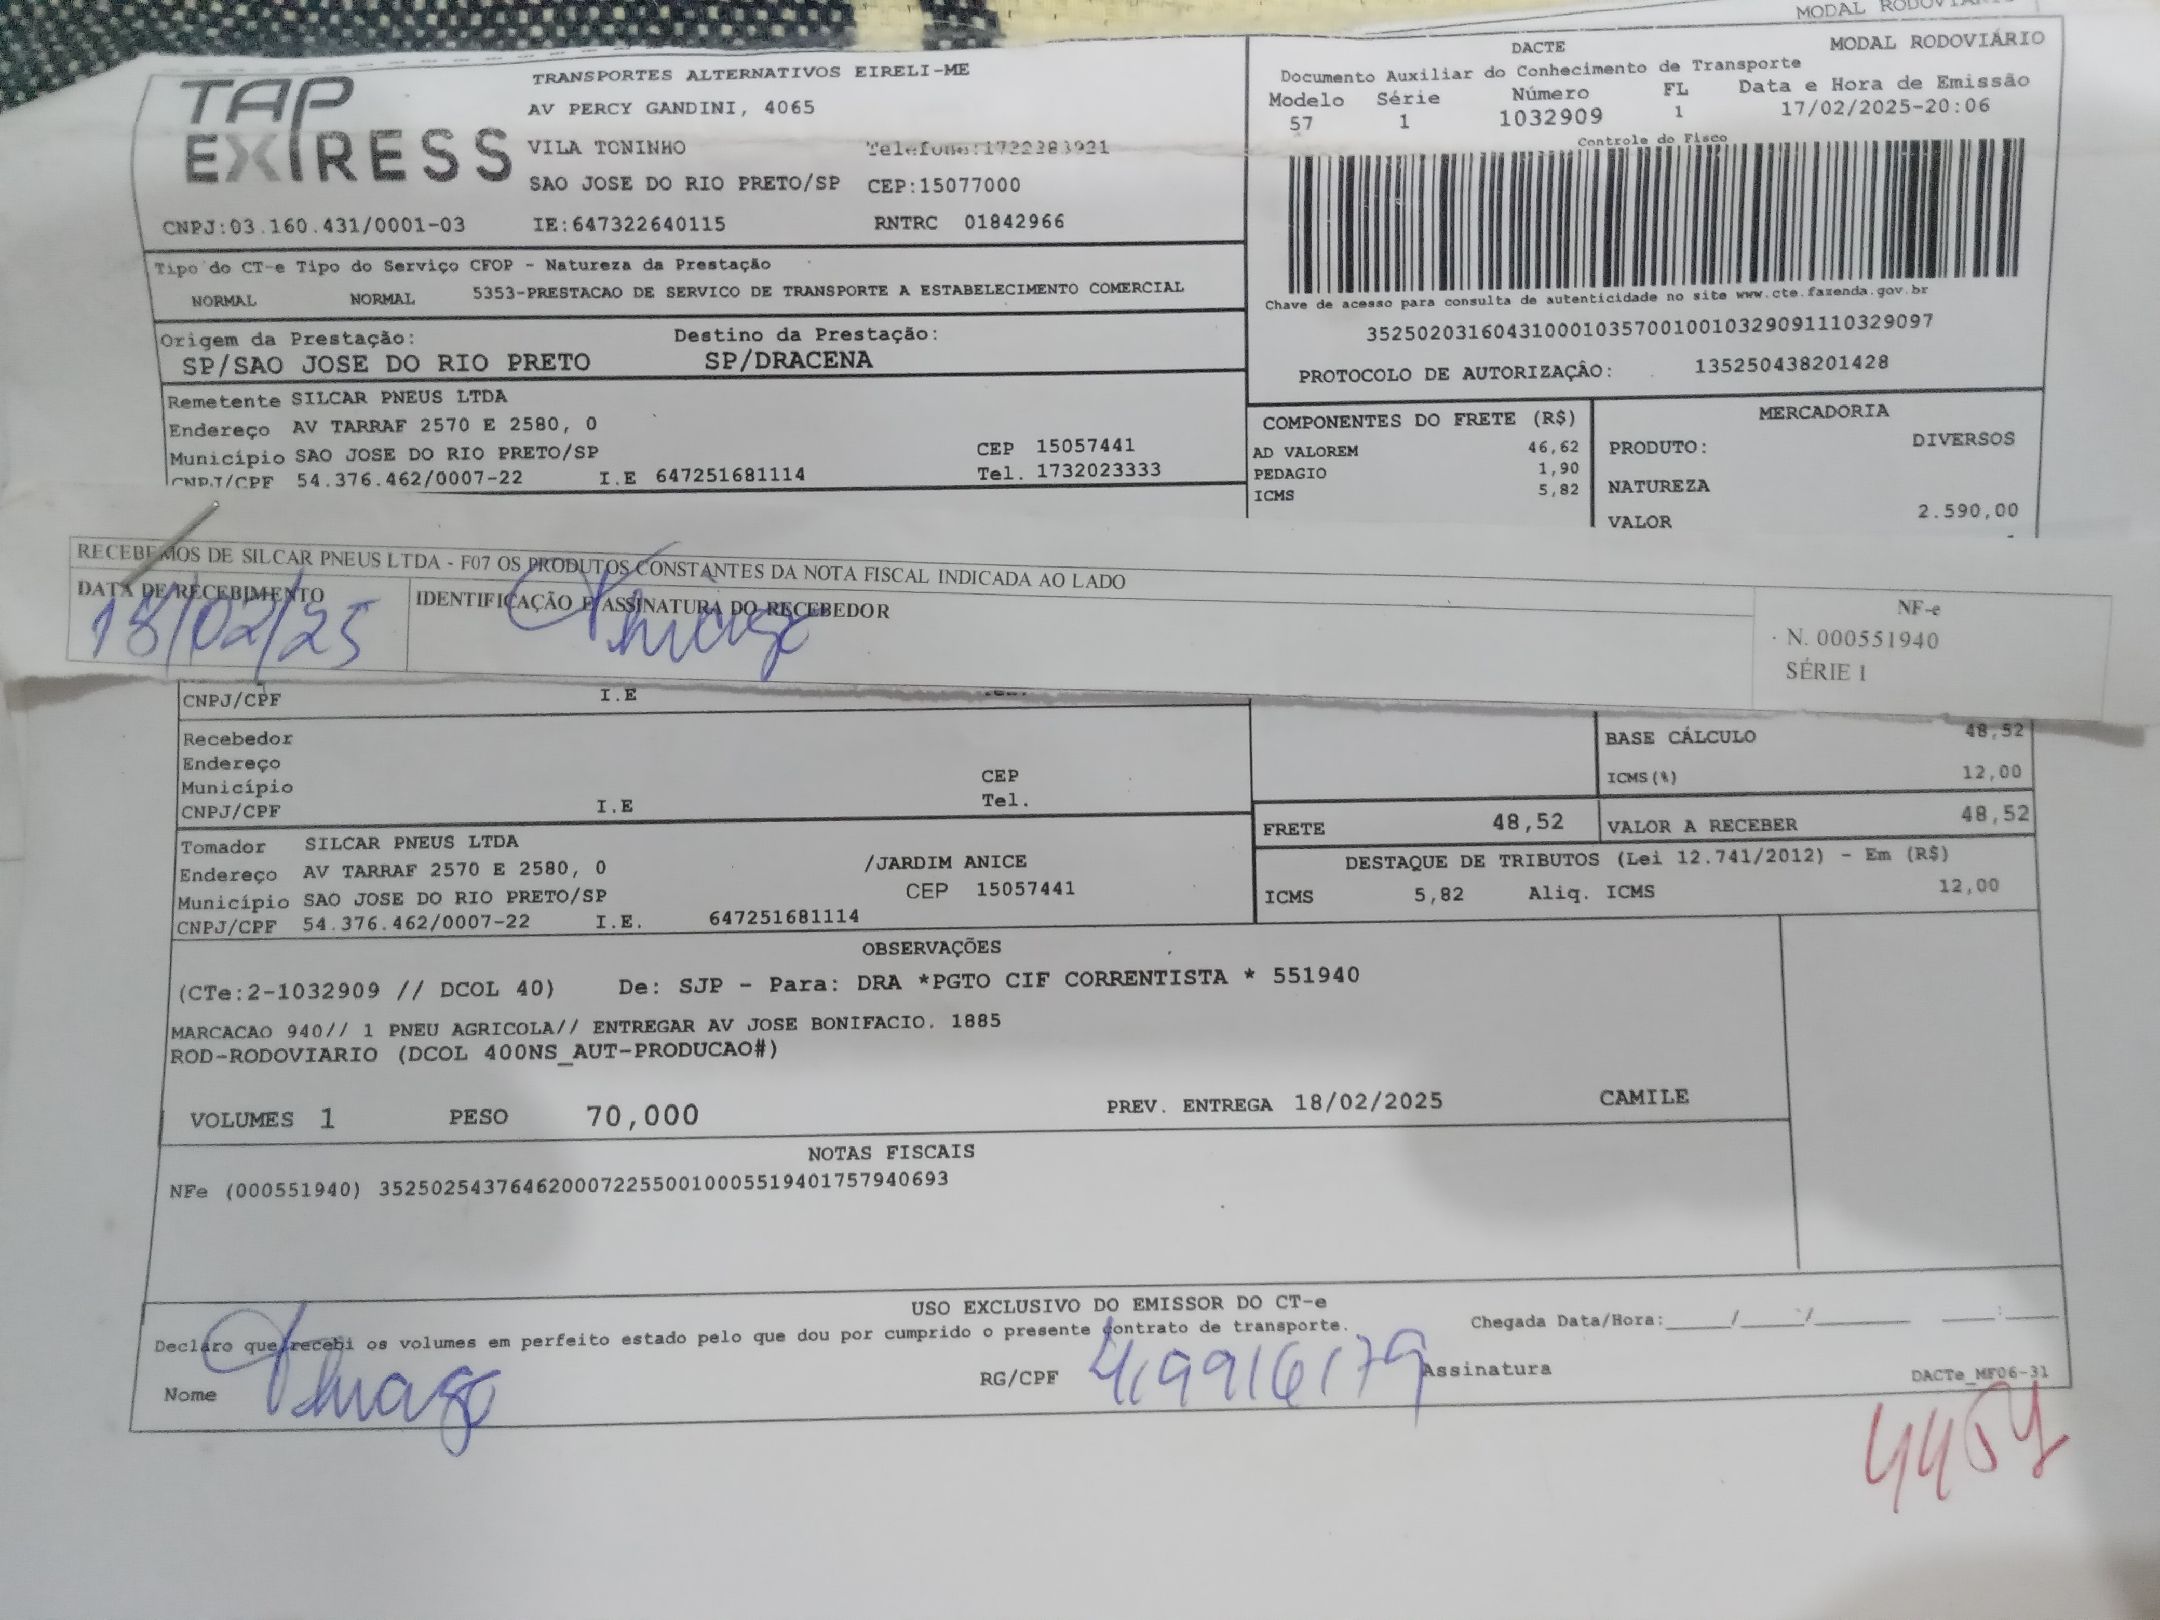 MODAL RODOVIÁRIO
TAP EXPRESS
TRANSPORTES ALTERNATIVOS EIRELI-ME
AV PERCY GANDINI, 4065
VILA TONINHO Telefone:1722283921
SAO JOSE DO RIO PRETO/SP CEP:15077000
CNPJ:03.160.431/0001-03 IE:647322640115 RNTRC 01842966
DACTE MODAL RODOVIÁRIO
Documento Auxiliar do Conhecimento de Transporte
Modelo Série Número FL Data e Hora de Emissão
57 1 1032909 1 17/02/2025-20:06
Controle do Fisco
Chave de acesso para consulta de autenticidade no site www.cte.fazenda.gov.br
35250203160431000103570010010329091110329097
PROTOCOLO DE AUTORIZAÇÂO: 135250438201428
Tipo do CT-e Tipo do Serviço CFOP - Natureza da Prestação
NORMAL NORMAL 5353-PRESTACAO DE SERVICO DE TRANSPORTE A ESTABELECIMENTO COMERCIAL
Origem da Prestação: Destino da Prestação:
SP/SAO JOSE DO RIO PRETO SP/DRACENA
Remetente SILCAR PNEUS LTDA
Endereço AV TARRAF 2570 E 2580, 0
Município SAO JOSE DO RIO PRETO/SP CEP 15057441
CNPJ/CPF 54.376.462/0007-22 I.E 647251681114 Tel. 1732023333
COMPONENTES DO FRETE (R$)
AD VALOREM 46,62
PEDAGIO 1,90
ICMS 5,82
MERCADORIA
PRODUTO: DIVERSOS
NATUREZA
VALOR 2.590,00
RECEBEMOS DE SILCAR PNEUS LTDA - F07 OS PRODUTOS CONSTANTES DA NOTA FISCAL INDICADA AO LADO
DATA DE RECEBIMENTO IDENTIFICAÇÃO E ASSINATURA DO RECEBEDOR
18/02/25 Thiago
NF-e
N. 000551940
SÉRIE 1
CNPJ/CPF I.E
Recebedor
Endereço
Município CEP
CNPJ/CPF I.E Tel.
BASE CÁLCULO 48,52
ICMS(%) 12,00
FRETE 48,52 VALOR A RECEBER 48,52
Tomador SILCAR PNEUS LTDA
Endereço AV TARRAF 2570 E 2580, 0 /JARDIM ANICE
Município SAO JOSE DO RIO PRETO/SP CEP 15057441
CNPJ/CPF 54.376.462/0007-22 I.E. 647251681114
DESTAQUE DE TRIBUTOS (Lei 12.741/2012) - Em (R$)
ICMS 5,82 Aliq. ICMS 12,00
OBSERVAÇÕES
(CTe:2-1032909 // DCOL 40) De: SJP - Para: DRA *PGTO CIF CORRENTISTA * 551940
MARCACAO 940// 1 PNEU AGRICOLA// ENTREGAR AV JOSE BONIFACIO. 1885
ROD-RODOVIARIO (DCOL 400NS_AUT-PRODUCAO#)
VOLUMES 1 PESO 70,000 PREV. ENTREGA 18/02/2025 CAMILE
NOTAS FISCAIS
NFe (000551940) 35250254376462000722550010005519401757940693
USO EXCLUSIVO DO EMISSOR DO CT-e
Declaro que recebi os volumes em perfeito estado pelo que dou por cumprido o presente contrato de transporte. Chegada Data/Hora:_____/_____/________ ____:____
Nome Thiago RG/CPF 419916179 Assinatura
DACTe_MF06-31